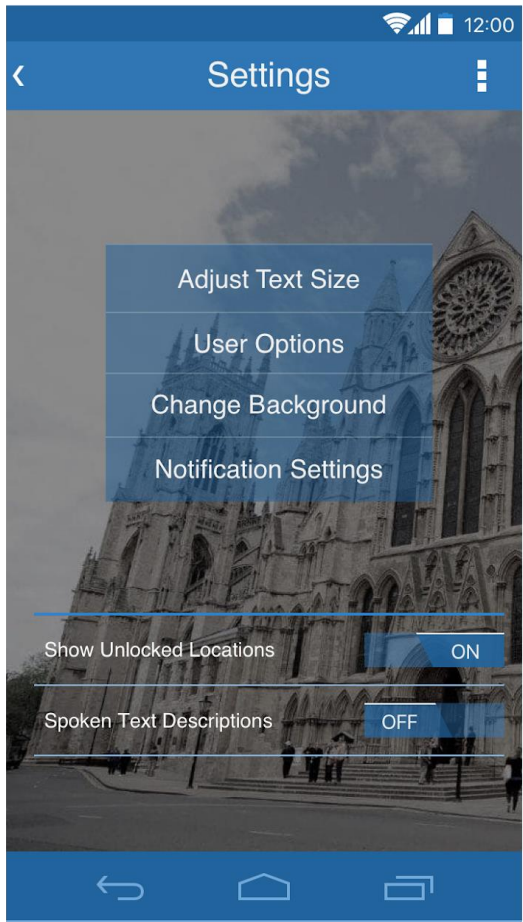 12:00
Settings
Adjust Text Size
User Options
Change Background
Notification Settings
Show Unlocked Locations ON
Spoken Text Descriptions OFF